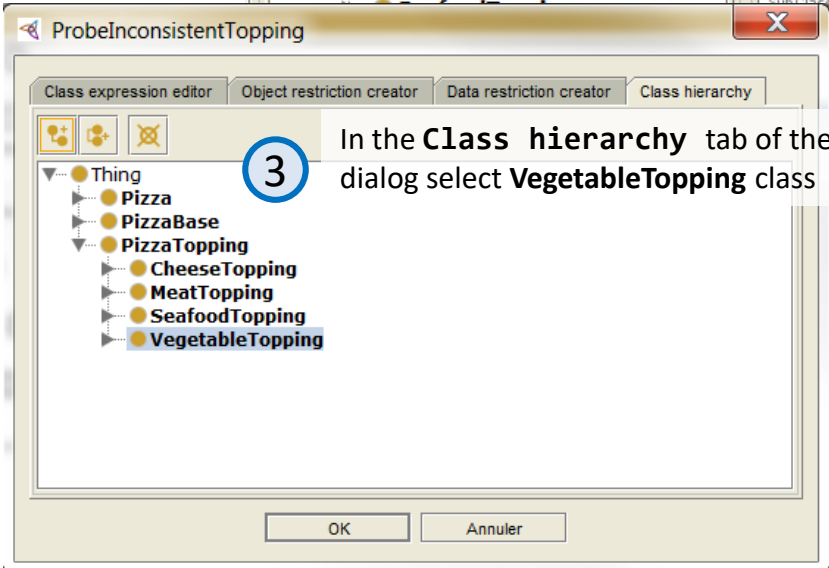 ProbeInconsistentTopping
X
Class expression editor Object restriction creator Data restriction creator Class hierarchy
3
In the Class hierarchy tab of the
dialog select VegetableTopping class
Thing
Pizza
PizzaBase
PizzaTopping
CheeseTopping
MeatTopping
SeafoodTopping
VegetableTopping
OK Annuler